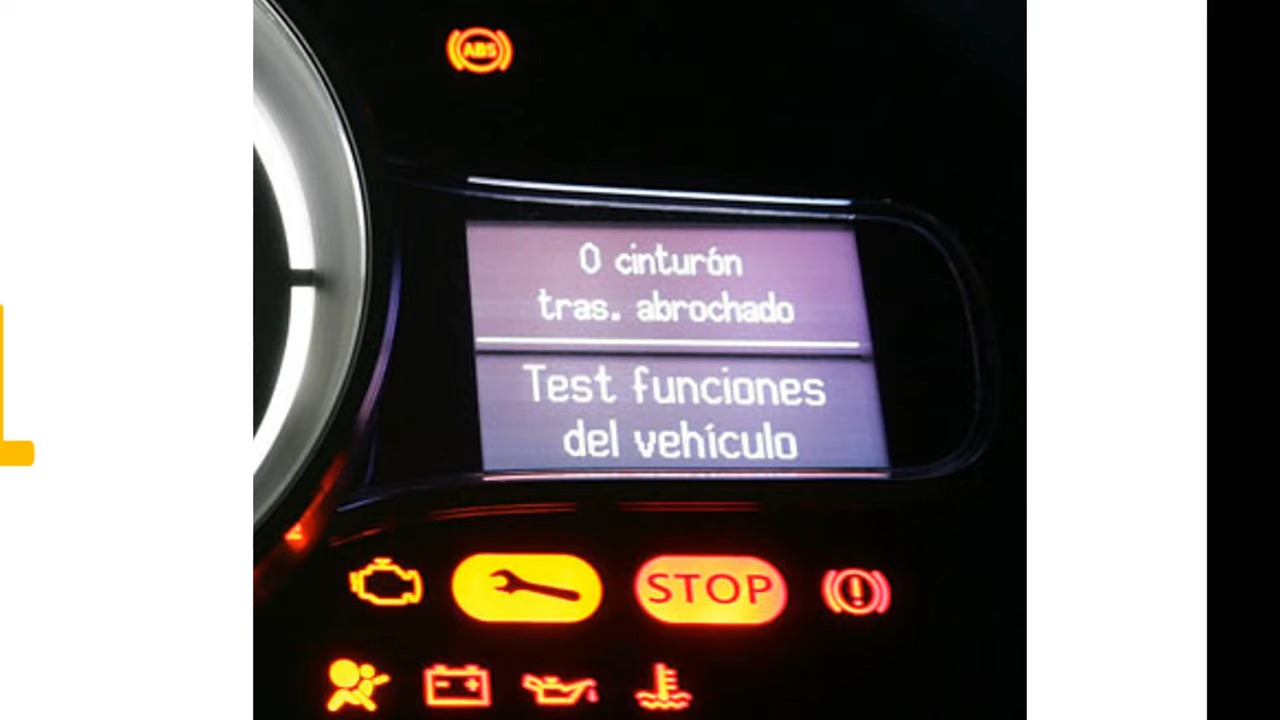 ABS
0 cinturón
tras. abrochado
Test funciones
del vehículo
STOP